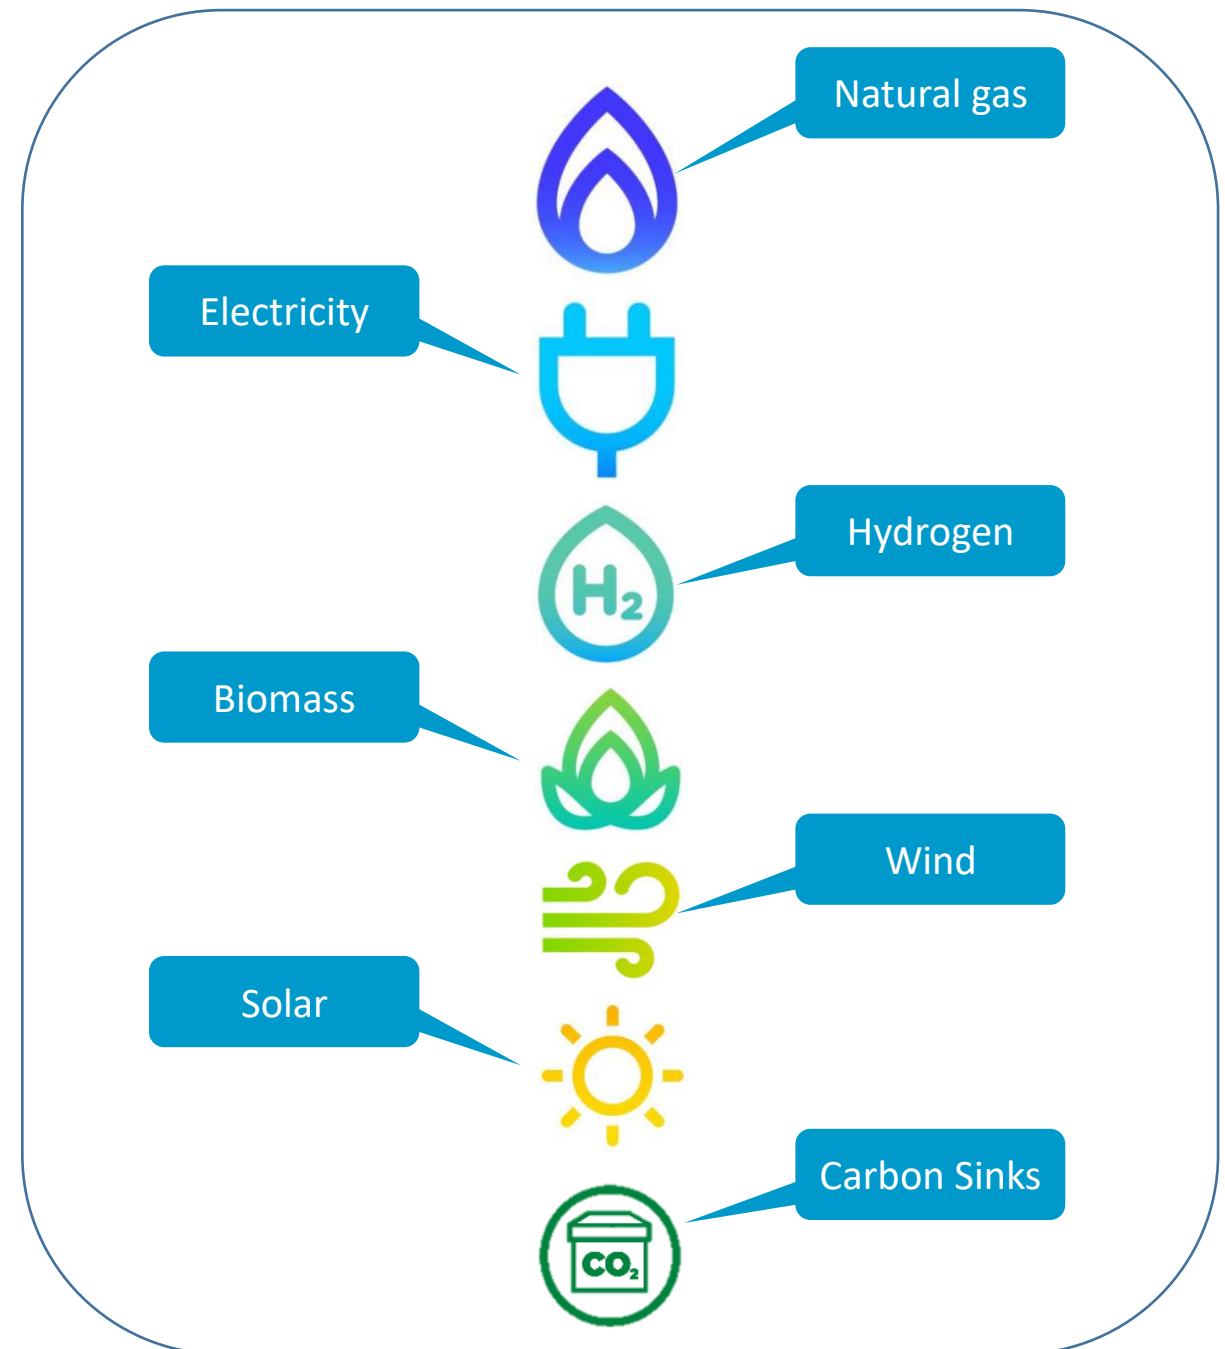 Natural gas
Electricity
Hydrogen
H₂
Biomass
Wind
Solar
Carbon Sinks
CO₂